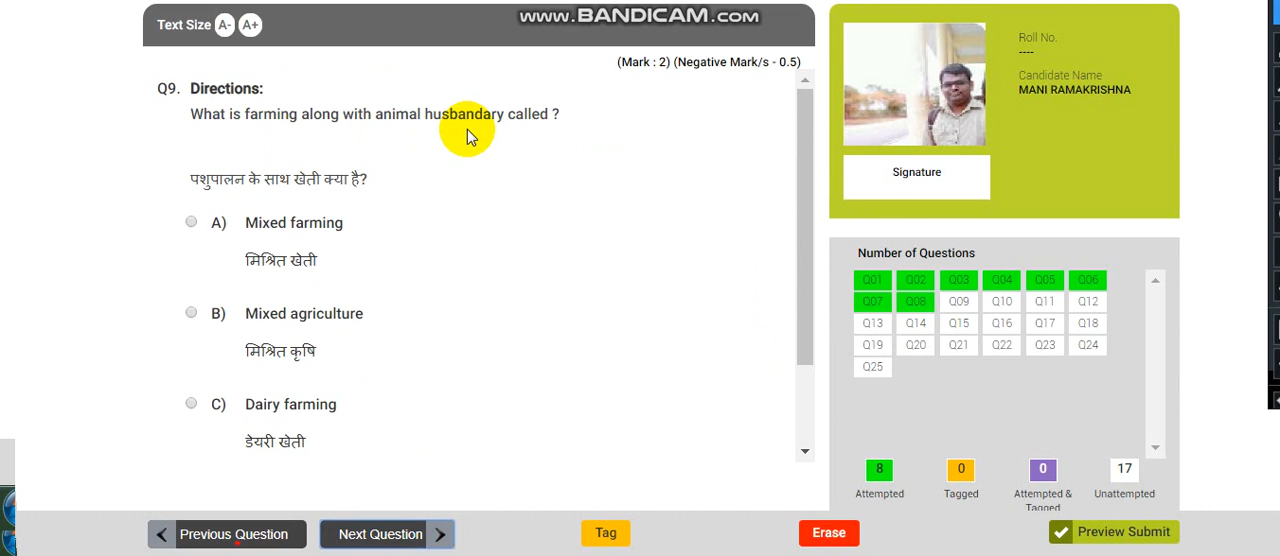 www.BANDICAM.com
Text Size A- A+
(Mark : 2) (Negative Mark/s - 0.5)
Q9. Directions:
What is farming along with animal husbandary called ?
पशुपालन के साथ खेती क्या है?
A) Mixed farming
मिश्रित खेती
B) Mixed agriculture
मिश्रित कृषि
C) Dairy farming
डेयरी खेती
Previous Question
Next Question
Tag
Erase
Preview Submit
Roll No.
----
Candidate Name
MANI RAMAKRISHNA
Signature
Number of Questions
Q01 Q02 Q03 Q04 Q05 Q06
Q07 Q08 Q09 Q10 Q11 Q12
Q13 Q14 Q15 Q16 Q17 Q18
Q19 Q20 Q21 Q22 Q23 Q24
Q25
8 0 0 17
Attempted Tagged Attempted & Unattempted
Tagged